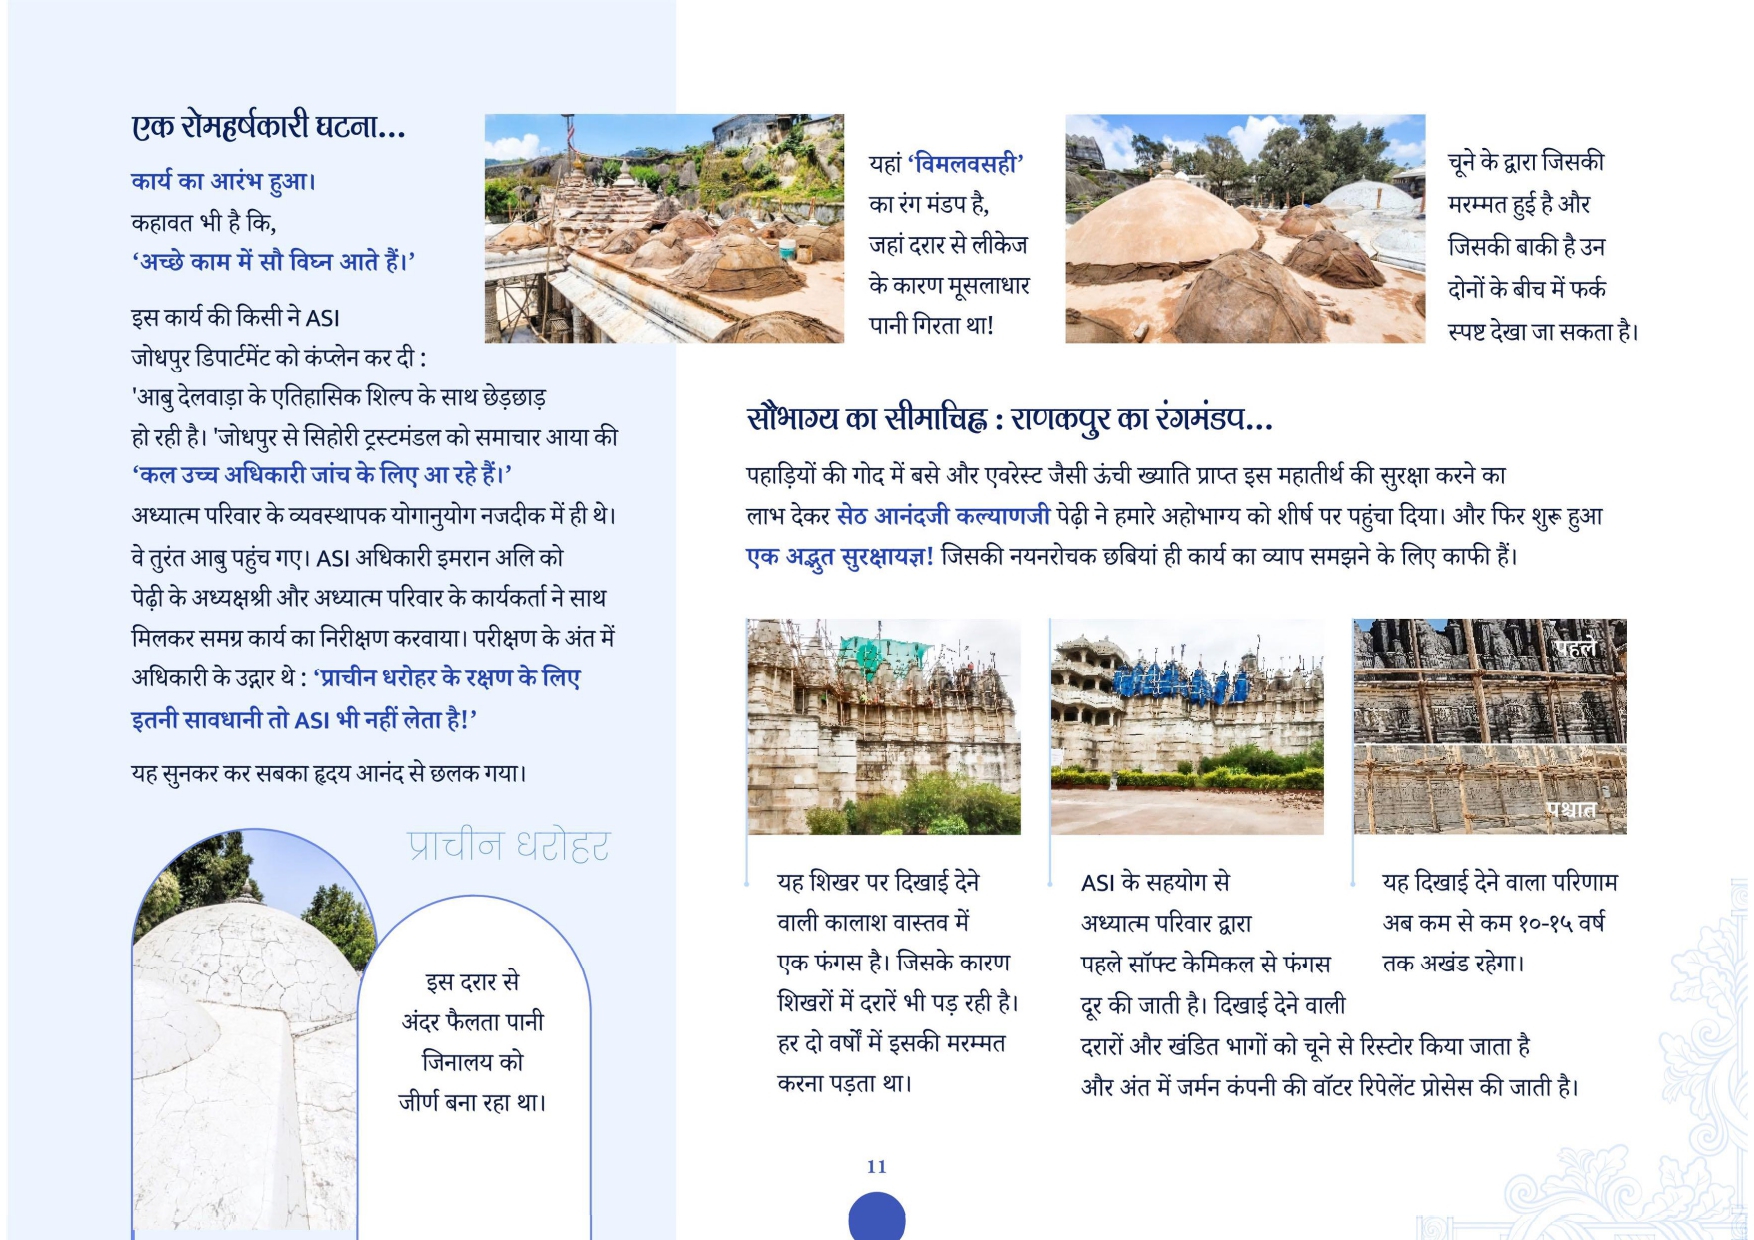 एक रोमहर्षकारी घटना...
कार्य का आरंभ हुआ।
कहावत भी है कि,
‘अच्छे काम में सौ विघ्न आते हैं।’
इस कार्य की किसी ने ASI
जोधपुर डिपार्टमेंट को कंप्लेन कर दी :
'आबु देलवाड़ा के एतिहासिक शिल्प के साथ छेड़छाड़
हो रही है। 'जोधपुर से सिहोरी ट्रस्टमंडल को समाचार आया की
‘कल उच्च अधिकारी जांच के लिए आ रहे हैं।’
अध्यात्म परिवार के व्यवस्थापक योगानुयोग नजदीक में ही थे।
वे तुरंत आबु पहुंच गए। ASI अधिकारी इमरान अलि को
पेढ़ी के अध्यक्षश्री और अध्यात्म परिवार के कार्यकर्ता ने साथ
मिलकर समग्र कार्य का निरीक्षण करवाया। परीक्षण के अंत में
अधिकारी के उद्गार थे : ‘प्राचीन धरोहर के रक्षण के लिए
इतनी सावधानी तो ASI भी नहीं लेता है!’
यह सुनकर कर सबका हृदय आनंद से छलक गया।
प्राचीन धरोहर
इस दरार से
अंदर फैलता पानी
जिनालय को
जीर्ण बना रहा था।
यहां ‘विमलवसही’
का रंग मंडप है,
जहां दरार से लीकेज
के कारण मूसलाधार
पानी गिरता था!
चूने के द्वारा जिसकी
मरम्मत हुई है और
जिसकी बाकी है उन
दोनों के बीच में फर्क
स्पष्ट देखा जा सकता है।
सौभाग्य का सीमाचिह्न : राणकपुर का रंगमंडप...
पहाड़ियों की गोद में बसे और एवरेस्ट जैसी ऊंची ख्याति प्राप्त इस महातीर्थ की सुरक्षा करने का
लाभ देकर सेठ आनंदजी कल्याणजी पेढ़ी ने हमारे अहोभाग्य को शीर्ष पर पहुंचा दिया। और फिर शुरू हुआ
एक अद्भुत सुरक्षायज्ञ! जिसकी नयनरोचक छबियां ही कार्य का व्याप समझने के लिए काफी हैं।
पहले
पश्चात
यह शिखर पर दिखाई देने
वाली कालाश वास्तव में
एक फंगस है। जिसके कारण
शिखरों में दरारें भी पड़ रही है।
हर दो वर्षों में इसकी मरम्मत
करना पड़ता था।
ASI के सहयोग से
अध्यात्म परिवार द्वारा
पहले सॉफ्ट केमिकल से फंगस
दूर की जाती है। दिखाई देने वाली
दरारों और खंडित भागों को चूने से रिस्टोर किया जाता है
और अंत में जर्मन कंपनी की वॉटर रिपेलेंट प्रोसेस की जाती है।
यह दिखाई देने वाला परिणाम
अब कम से कम १०-१५ वर्ष
तक अखंड रहेगा।
11